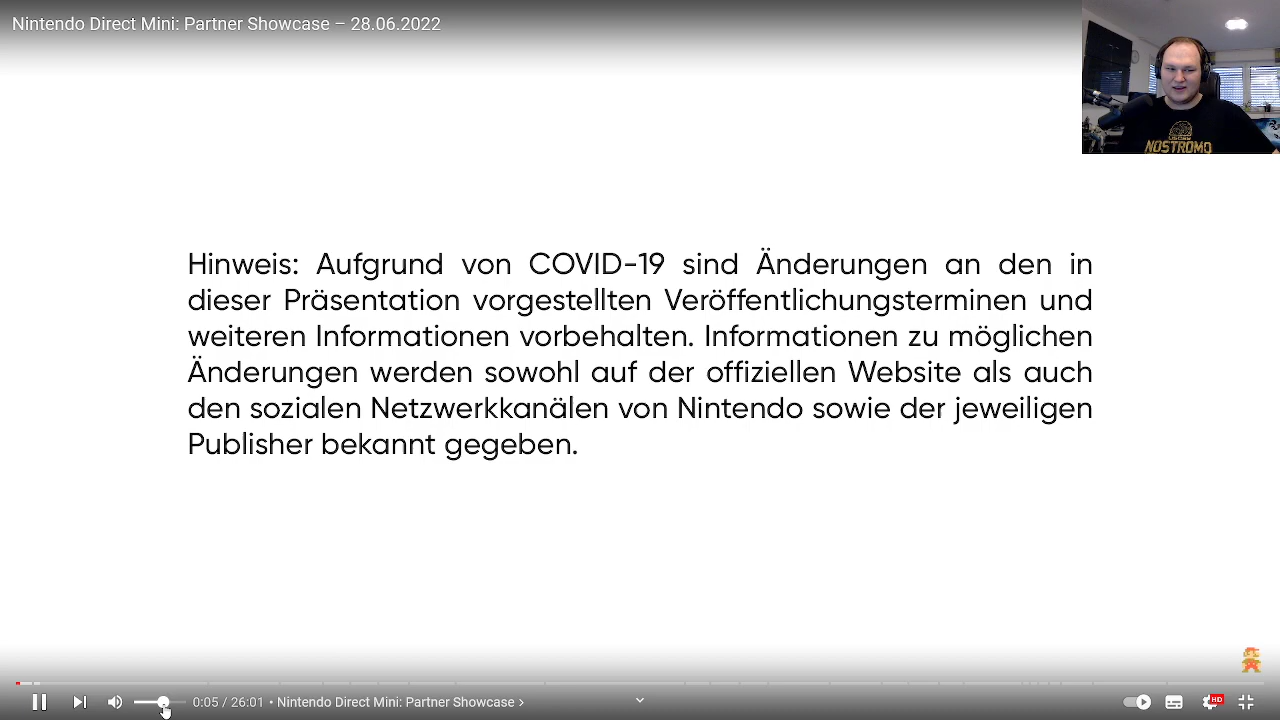 Nintendo Direct Mini: Partner Showcase – 28.06.2022
NOSTROMO
Hinweis: Aufgrund von COVID-19 sind Änderungen an den in
dieser Präsentation vorgestellten Veröffentlichungsterminen und
weiteren Informationen vorbehalten. Informationen zu möglichen
Änderungen werden sowohl auf der offiziellen Website als auch
den sozialen Netzwerkkanälen von Nintendo sowie der jeweiligen
Publisher bekannt gegeben.
0:05 / 26:01 • Nintendo Direct Mini: Partner Showcase
HD